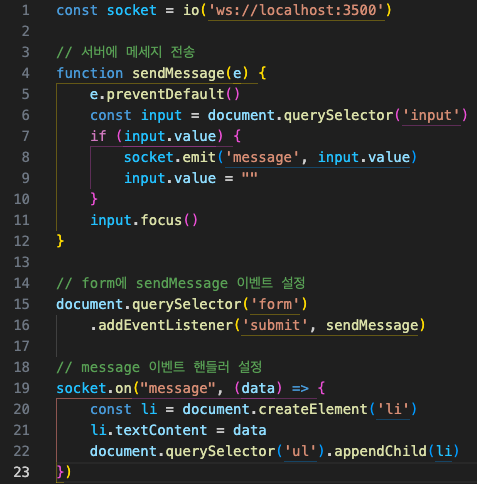 1 const socket = io('ws://localhost:3500')
2
3 // 서버에 메세지 전송
4 function sendMessage(e) {
5     e.preventDefault()
6     const input = document.querySelector('input')
7     if (input.value) {
8         socket.emit('message', input.value)
9         input.value = ""
10     }
11     input.focus()
12 }
13
14 // form에 sendMessage 이벤트 설정
15 document.querySelector('form')
16     .addEventListener('submit', sendMessage)
17
18 // message 이벤트 핸들러 설정
19 socket.on("message", (data) => {
20     const li = document.createElement('li')
21     li.textContent = data
22     document.querySelector('ul').appendChild(li)
23 })